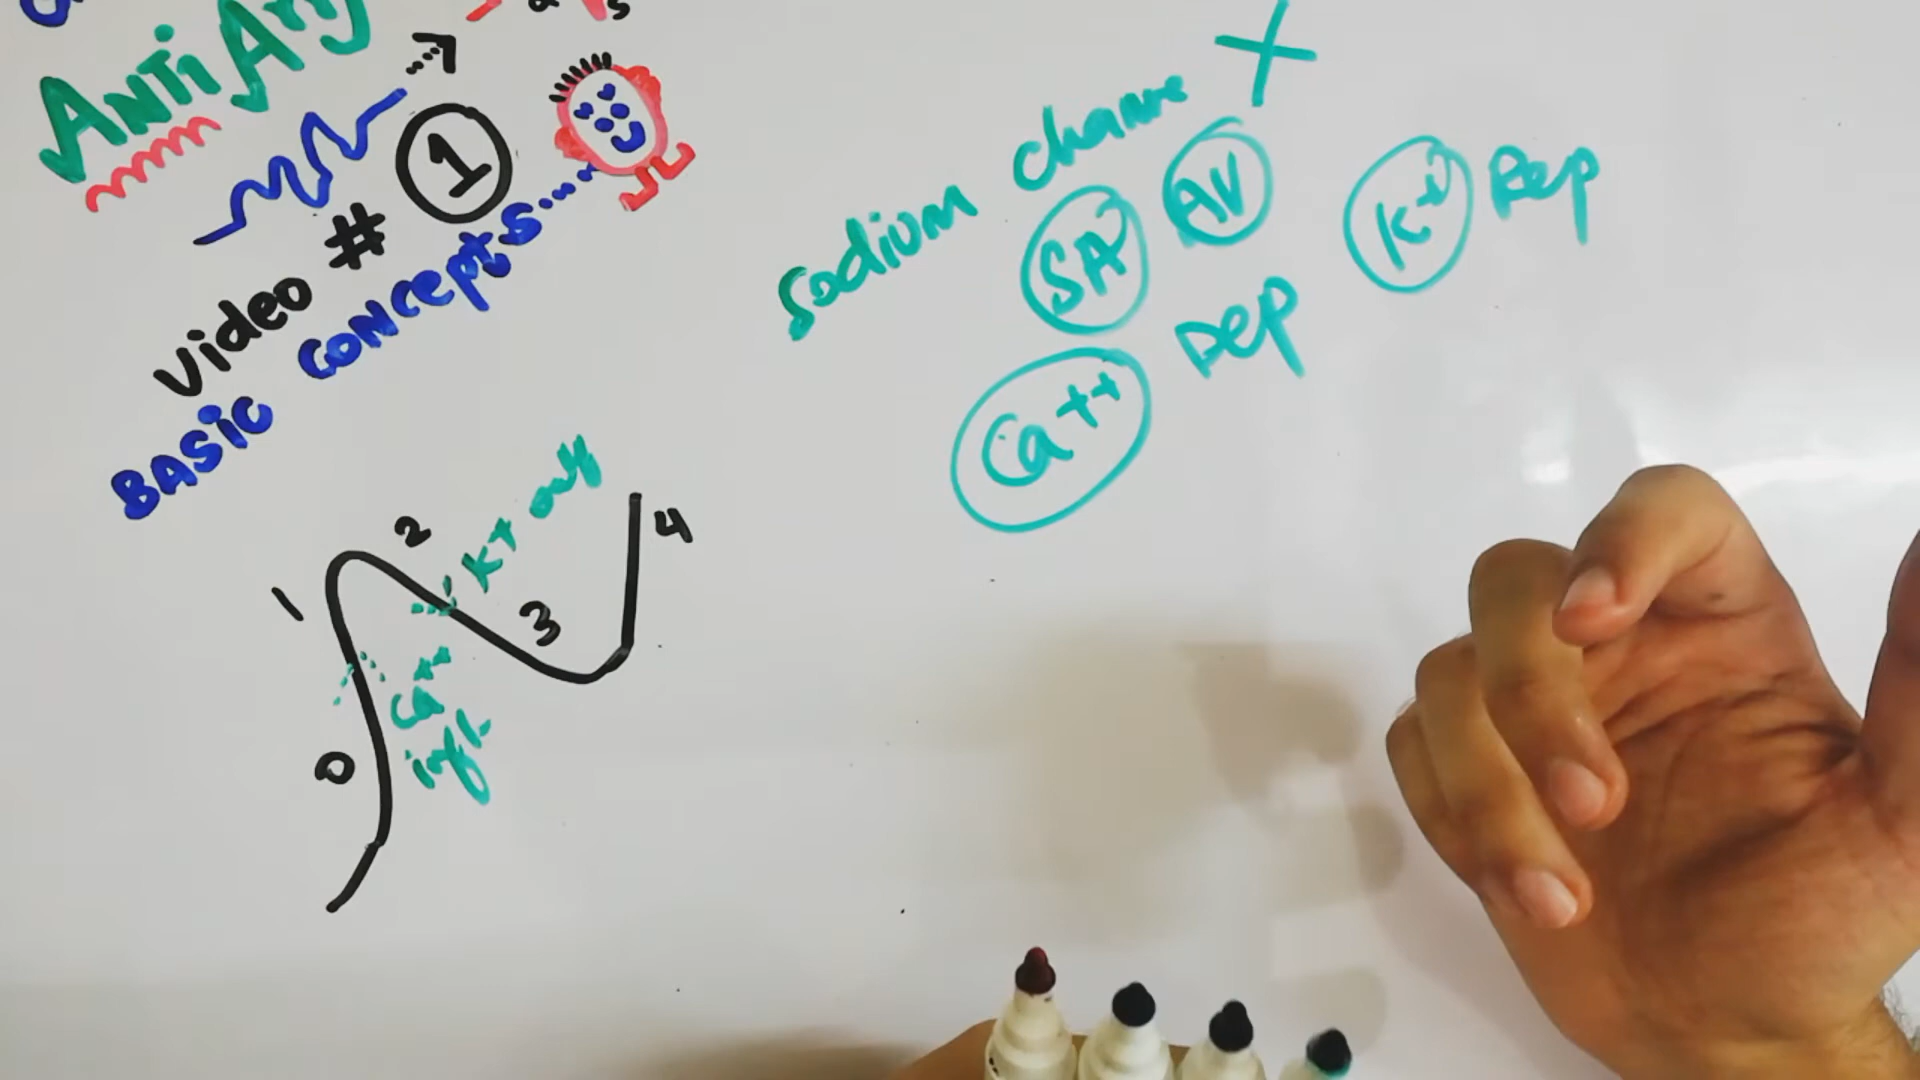 ANTi Arr
Video # 1
BASiC CONCepts....
sodium channe X
SA AV
Ca++ Dep
K+ Rep
0
1
2
3
4
K+ only
Ca++
infl.